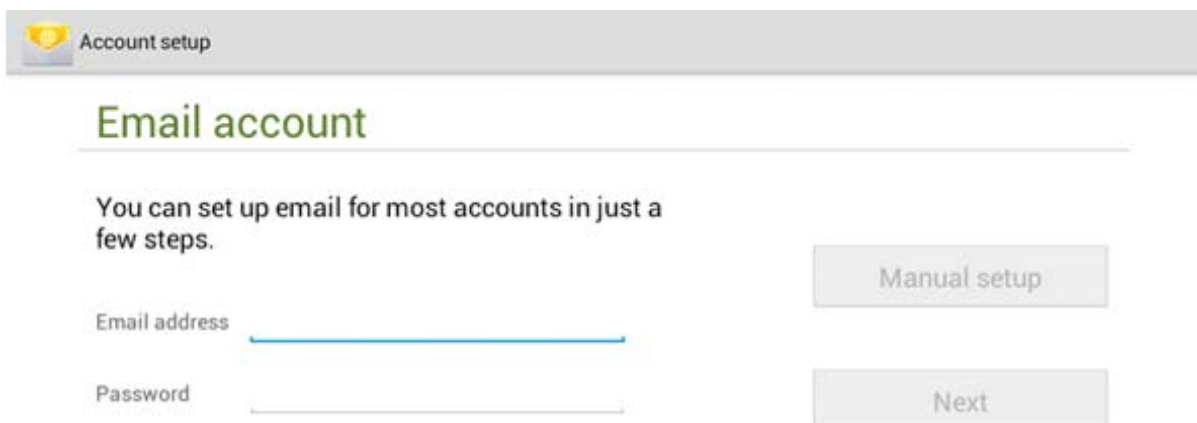 Account setup
Email account
You can set up email for most accounts in just a
few steps.
Manual setup
Email address
Password
Next